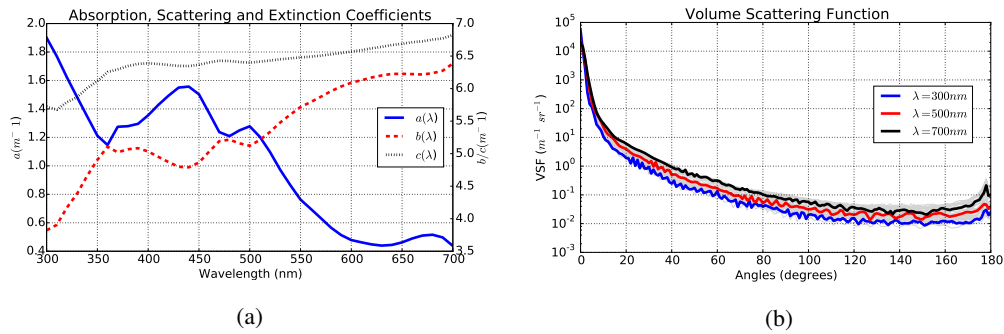 Absorption, Scattering and Extinction Coefficients
2.0
1.8
1.6
1.4
1.2
1.0
0.8
0.6
0.4
a(m⁻ 1)
7.0
6.5
6.0
5.5
5.0
4.5
4.0
3.5
b/c(m⁻ 1)
a(λ)
b(λ)
c(λ)
300 350 400 450 500 550 600 650 700
Wavelength (nm)
(a)
Volume Scattering Function
10⁵
10⁴
10³
10²
10¹
10⁰
10⁻¹
10⁻²
10⁻³
VSF (m⁻¹ sr⁻¹)
λ = 300nm
λ = 500nm
λ = 700nm
0 20 40 60 80 100 120 140 160 180
Angles (degrees)
(b)